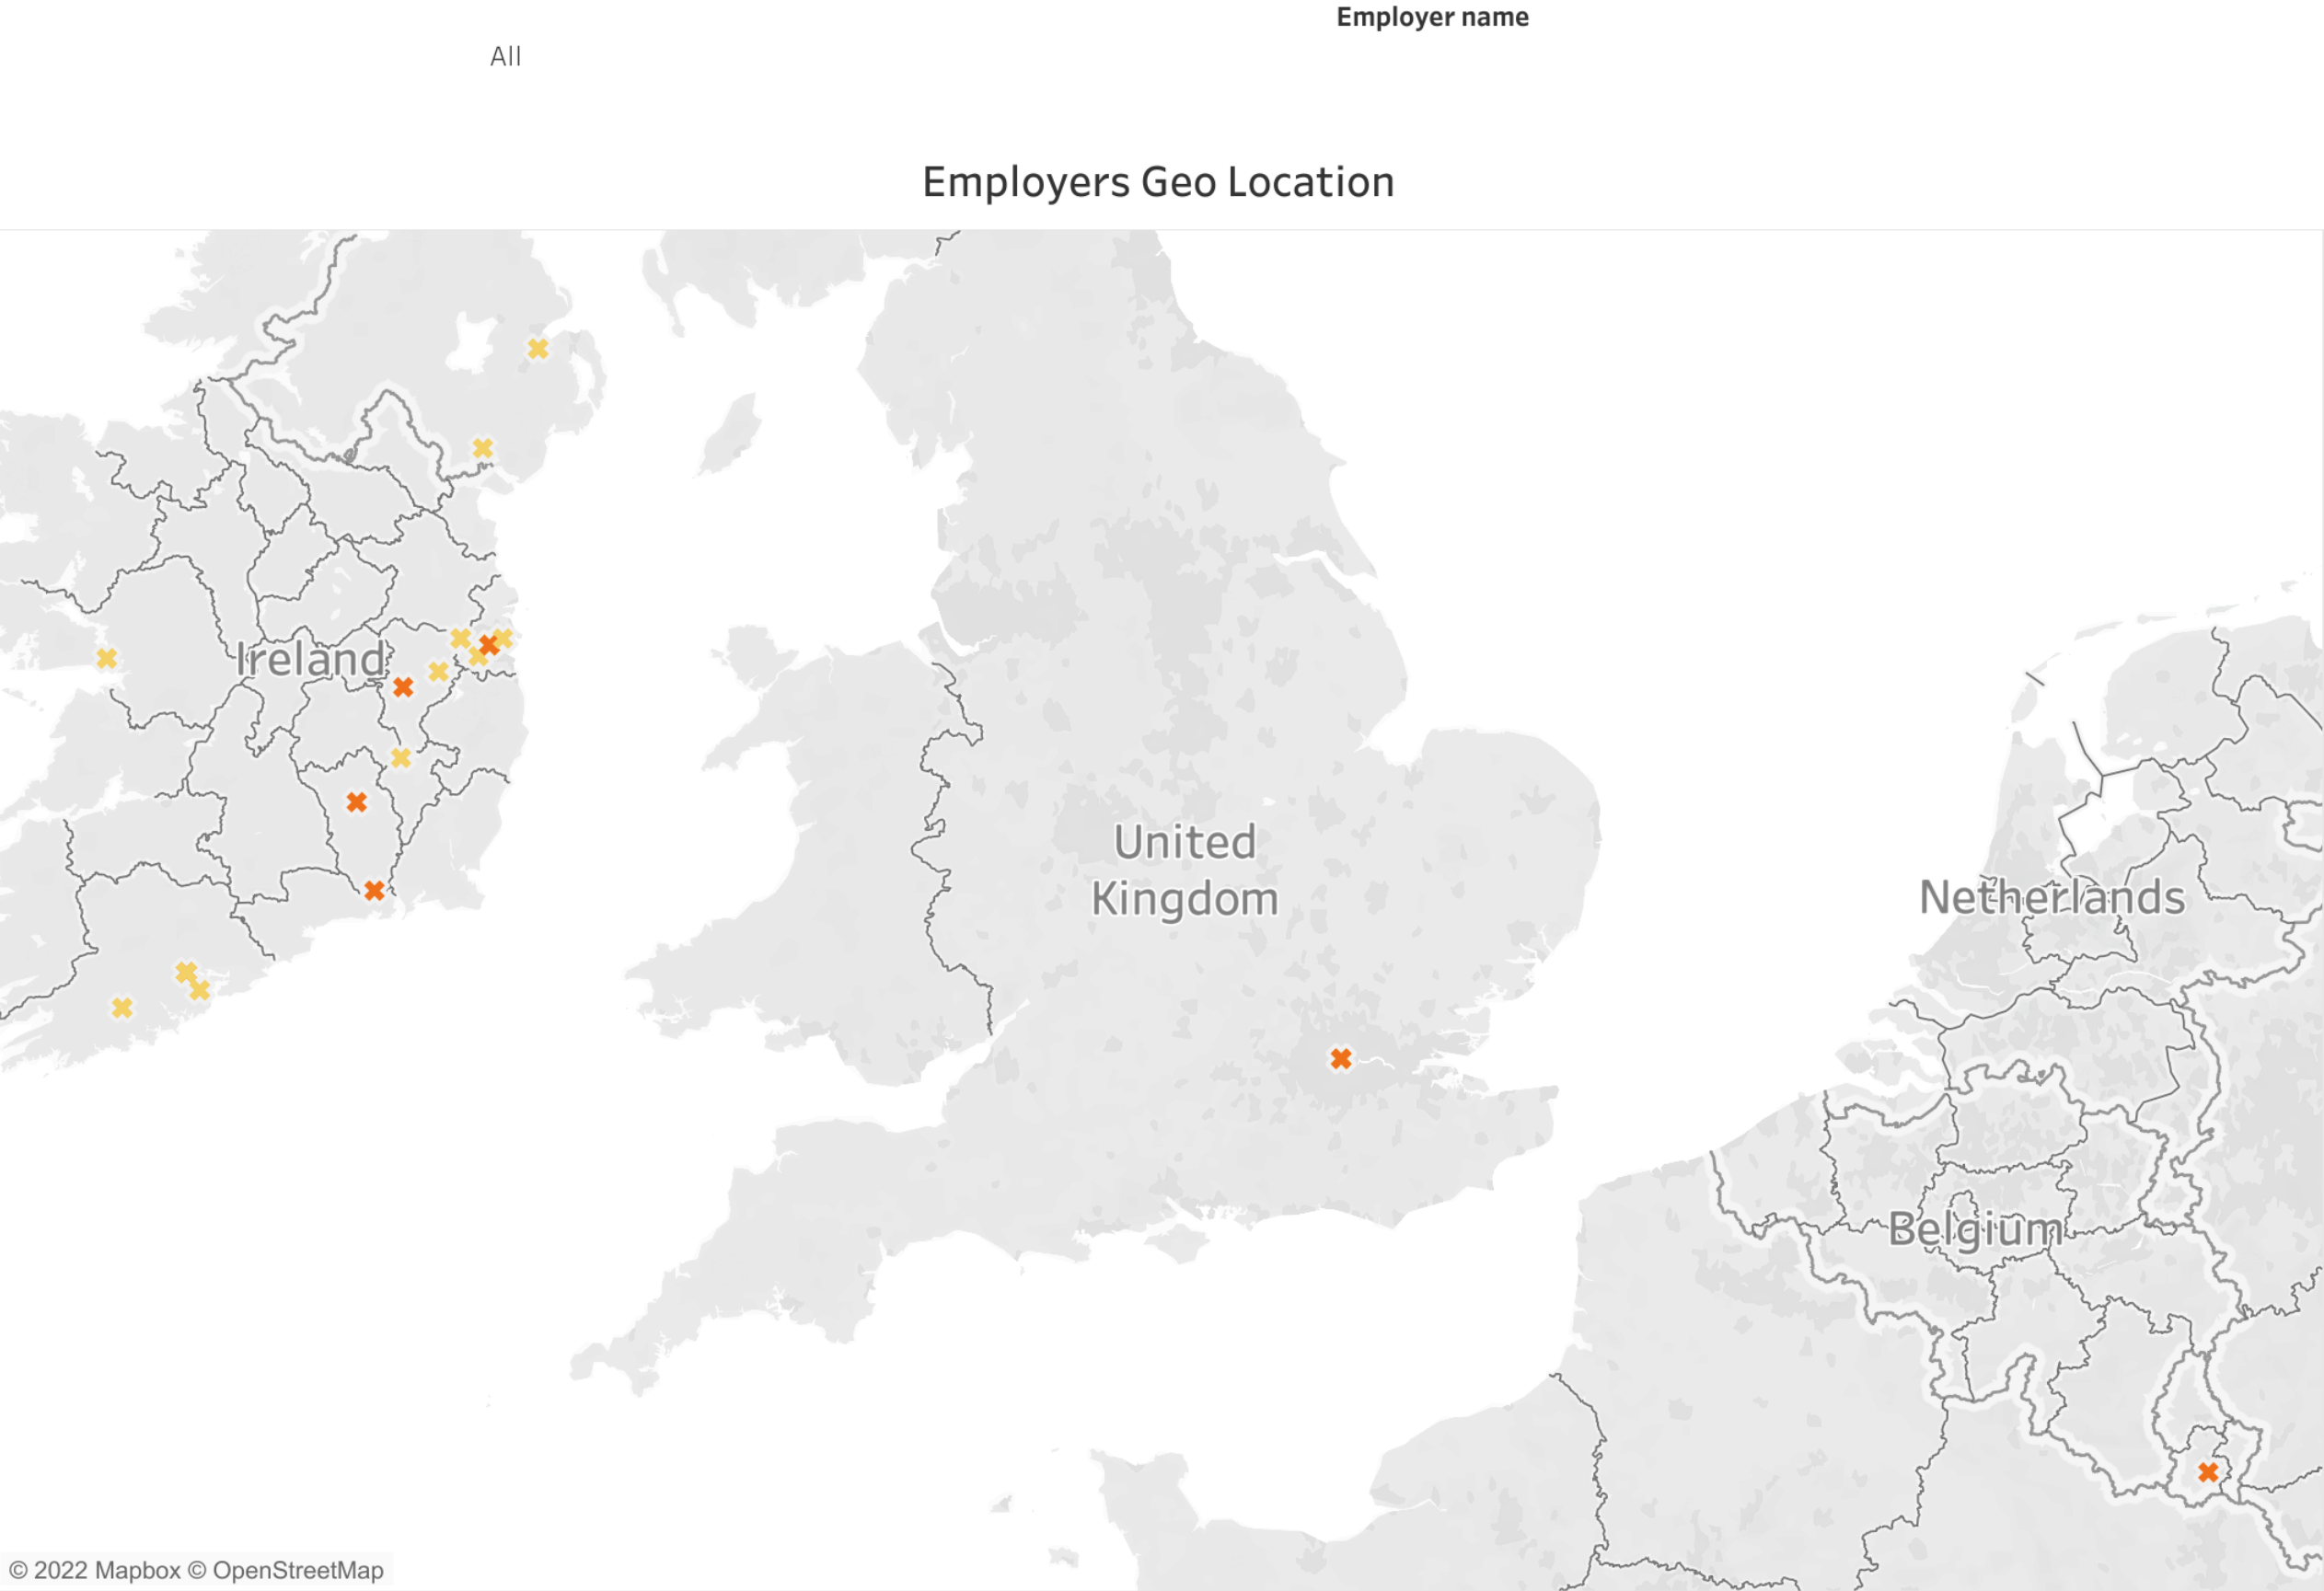 Employer name
All
Employers Geo Location
Ireland
United
Kingdom
Netherlands
Belgium
© 2022 Mapbox © OpenStreetMap